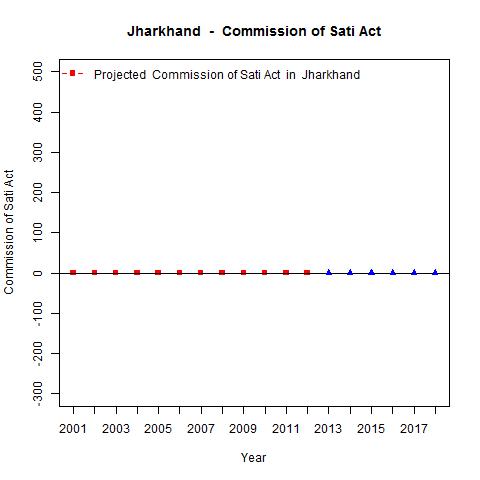 Jharkhand - Commission of Sati Act
Projected Commission of Sati Act in Jharkhand
Commission of Sati Act
500
400
300
200
100
0
-100
-200
-300
2001 2003 2005 2007 2009 2011 2013 2015 2017
Year